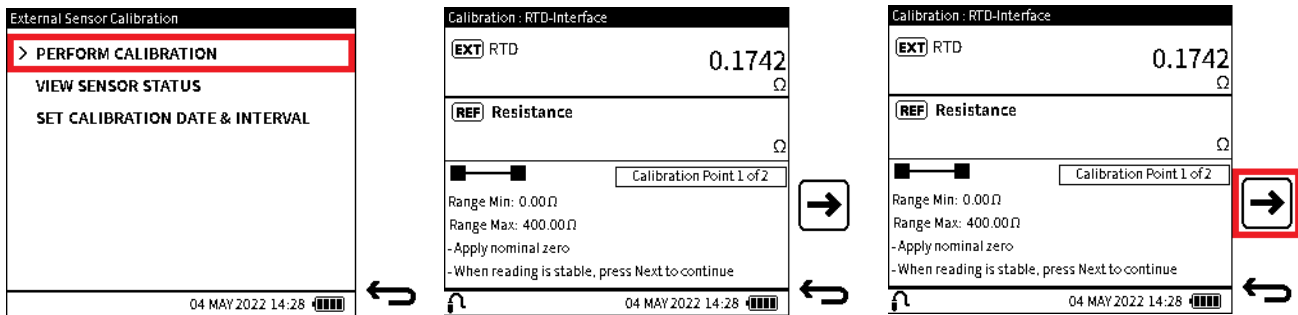 External Sensor Calibration
> PERFORM CALIBRATION
VIEW SENSOR STATUS
SET CALIBRATION DATE & INTERVAL
04 MAY 2022 14:28
Calibration : RTD-Interface
EXT RTD
0.1742
Ω
REF Resistance
Ω
Calibration Point 1 of 2
Range Min: 0.00Ω
Range Max: 400.00Ω
-Apply nominal zero
-When reading is stable, press Next to continue
04 MAY 2022 14:28
Calibration : RTD-Interface
EXT RTD
0.1742
Ω
REF Resistance
Ω
Calibration Point 1 of 2
Range Min: 0.00Ω
Range Max: 400.00Ω
-Apply nominal zero
-When reading is stable, press Next to continue
04 MAY 2022 14:28